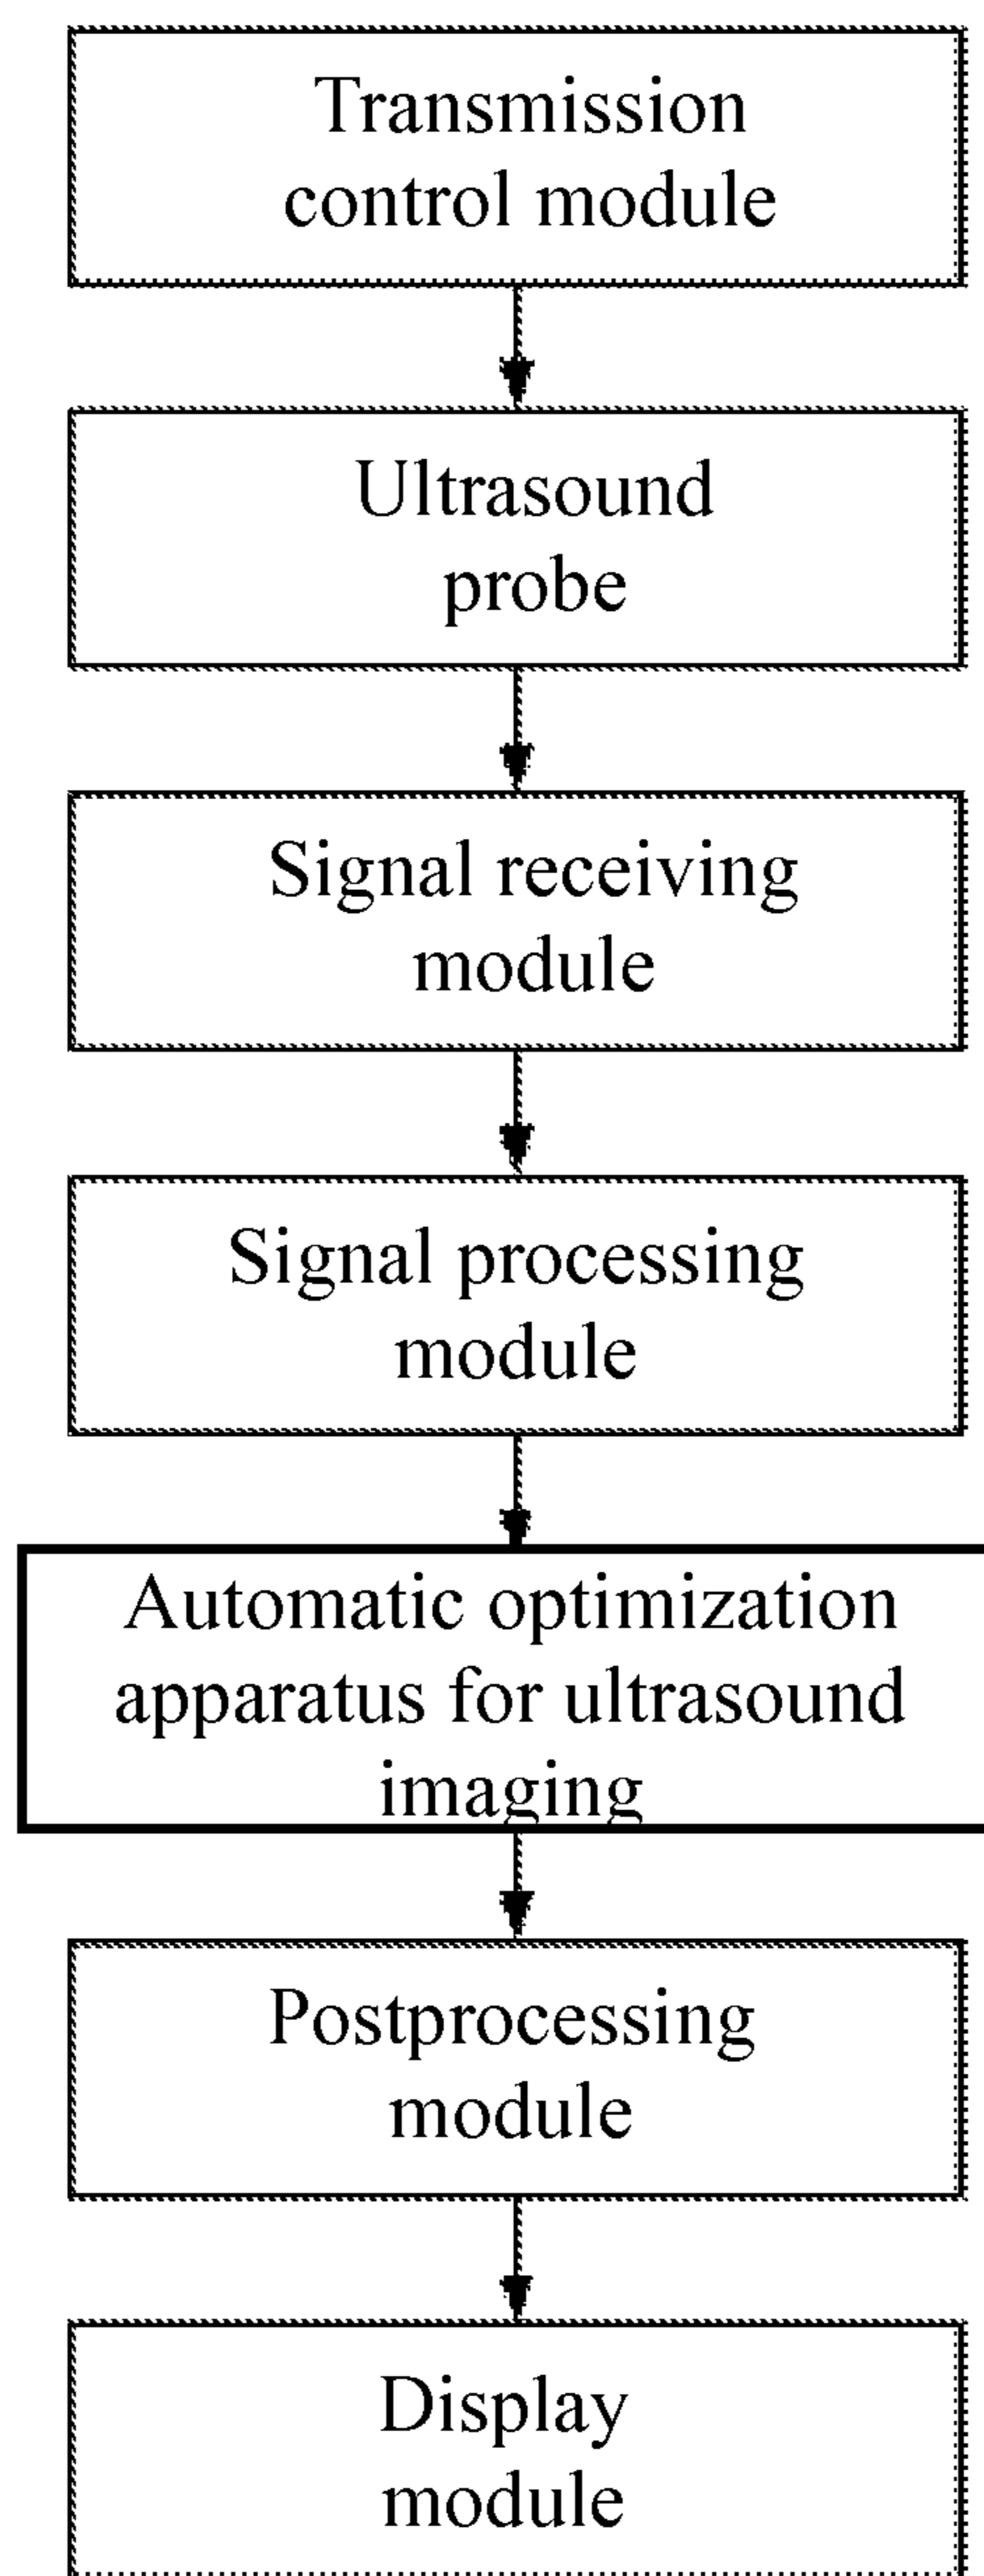 Transmission
control module
Ultrasound
probe
Signal receiving
module
Signal processing
module
Automatic optimization
apparatus for ultrasound
imaging
Postprocessing
module
Display
module